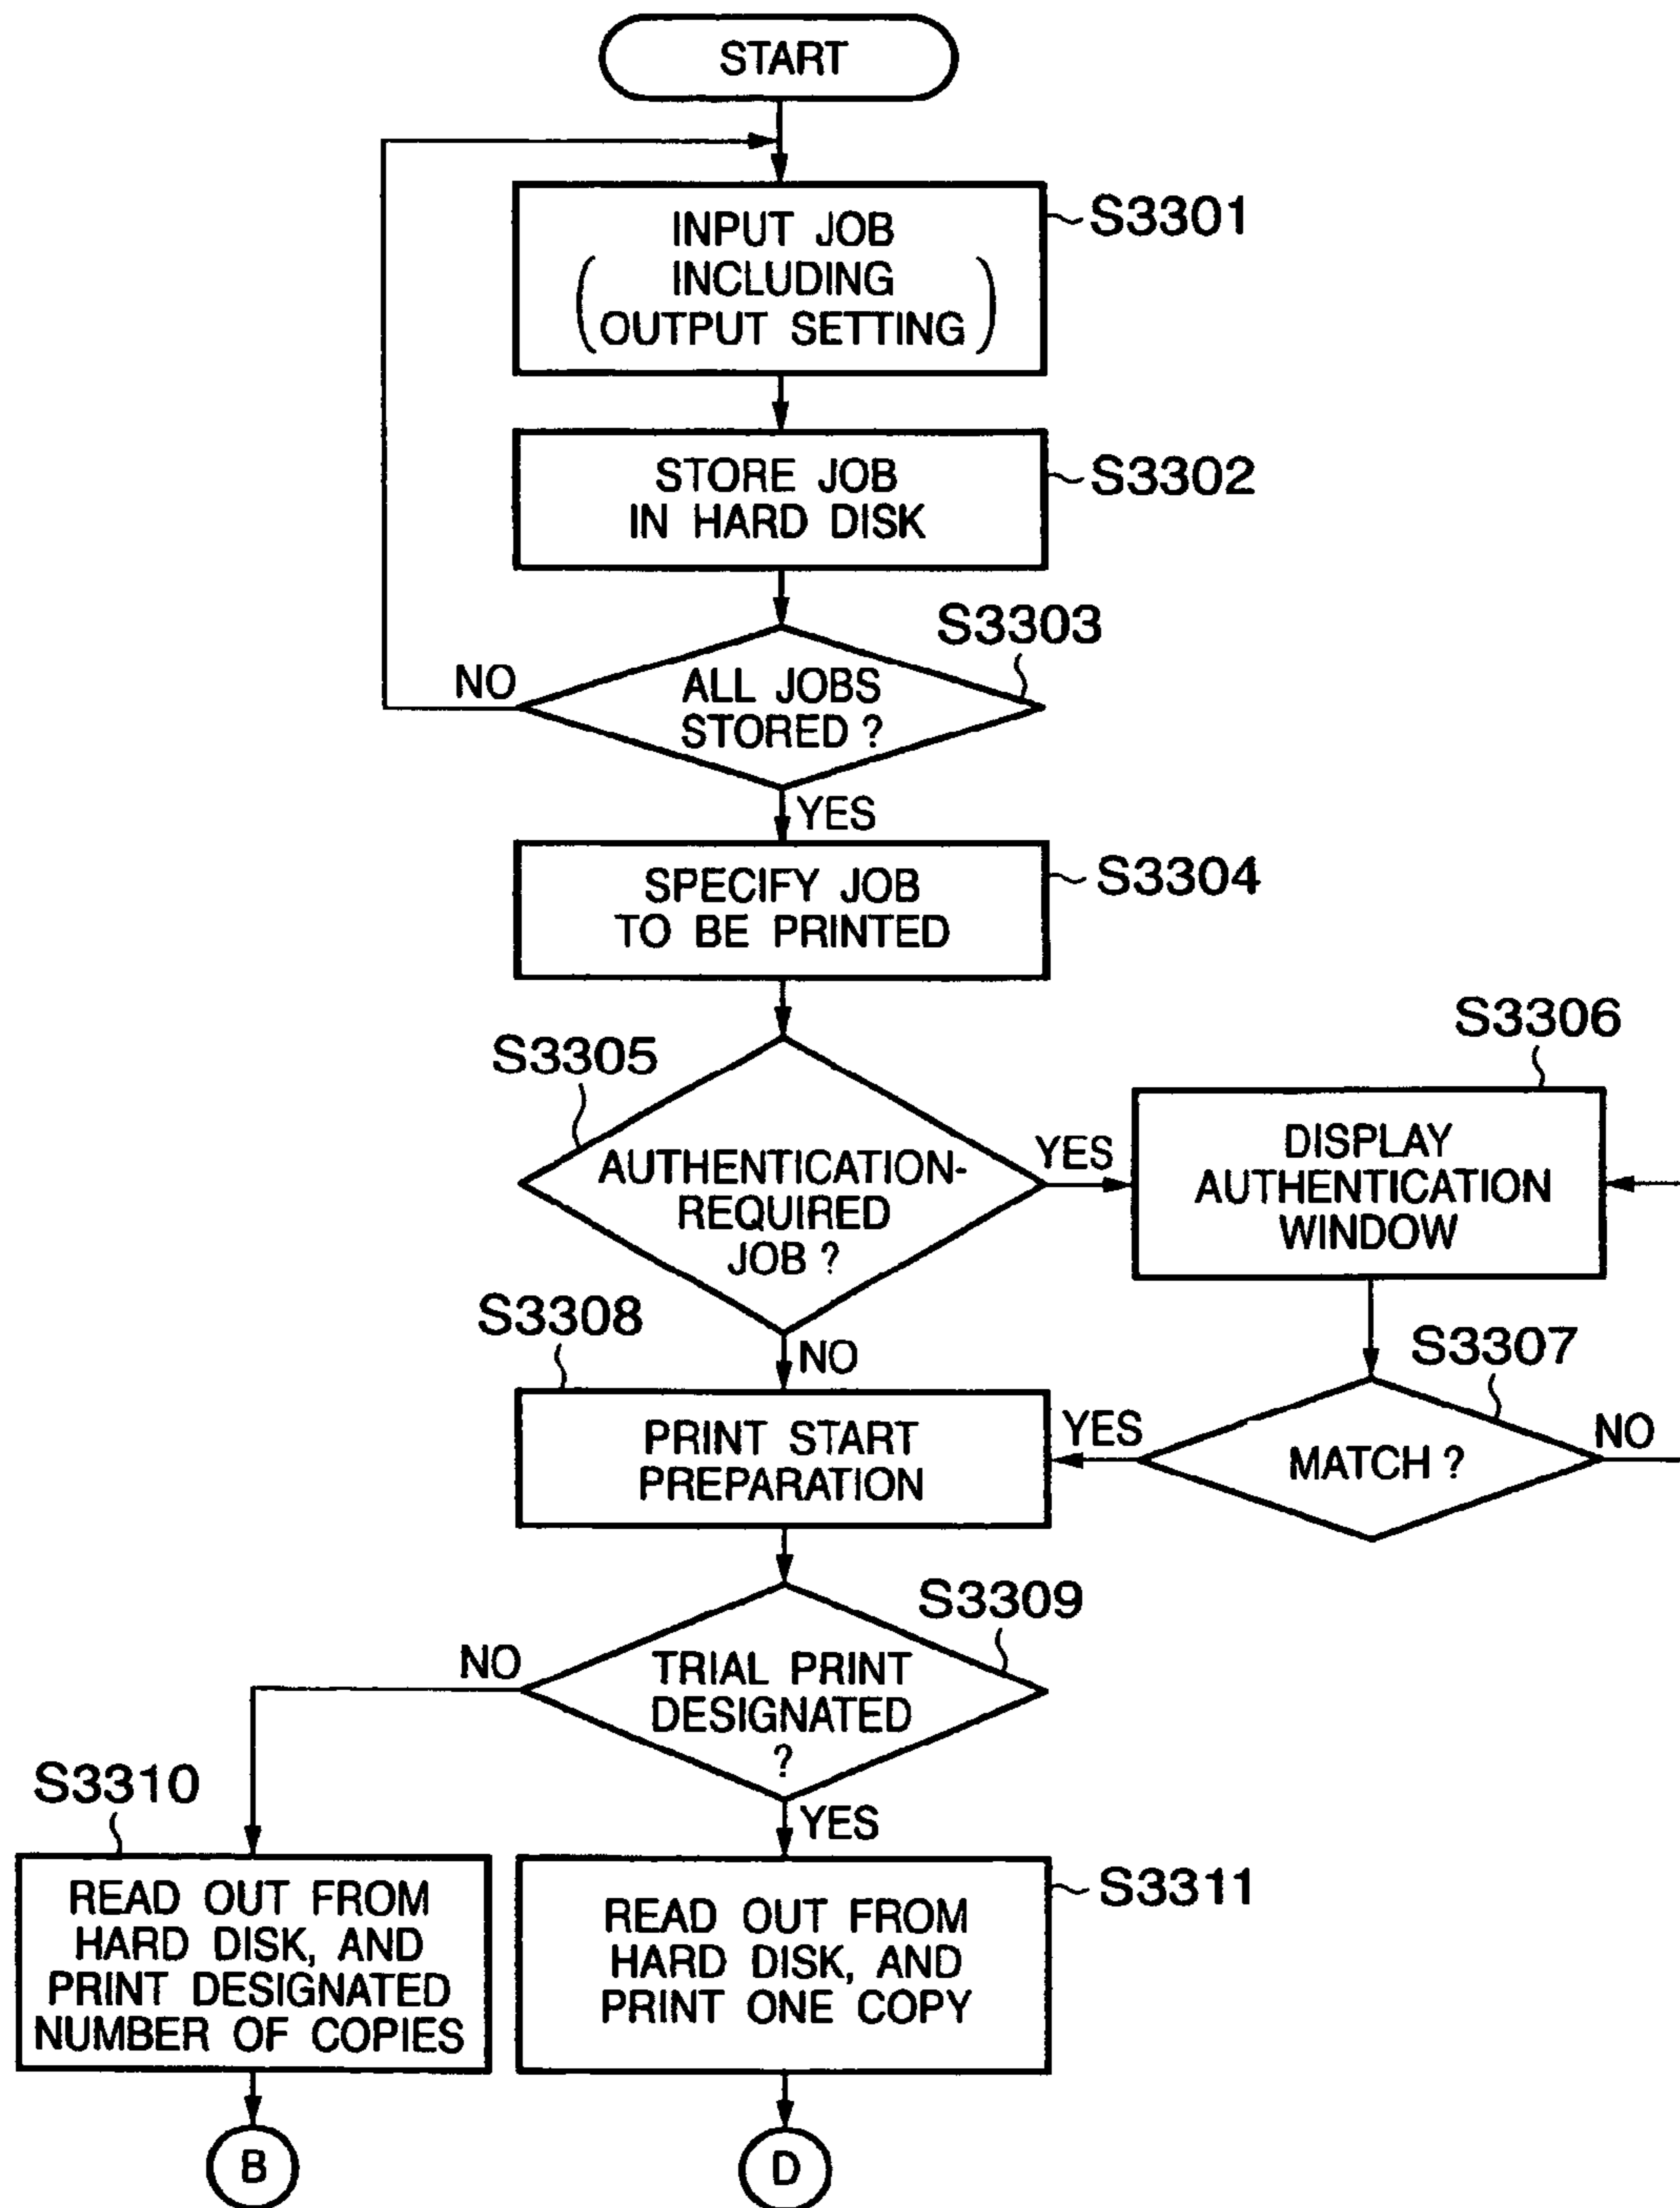 START
S3301
INPUT JOB
INCLUDING
OUTPUT SETTING
S3302
STORE JOB
IN HARD DISK
S3303
NO
ALL JOBS
STORED ?
YES
S3304
SPECIFY JOB
TO BE PRINTED
S3305
AUTHENTICATION-
REQUIRED
JOB ?
YES
S3306
DISPLAY
AUTHENTICATION
WINDOW
NO
S3307
MATCH ?
YES
NO
S3308
PRINT START
PREPARATION
S3309
TRIAL PRINT
DESIGNATED
?
NO
YES
S3310
READ OUT FROM
HARD DISK, AND
PRINT DESIGNATED
NUMBER OF COPIES
S3311
READ OUT FROM
HARD DISK, AND
PRINT ONE COPY
B
D